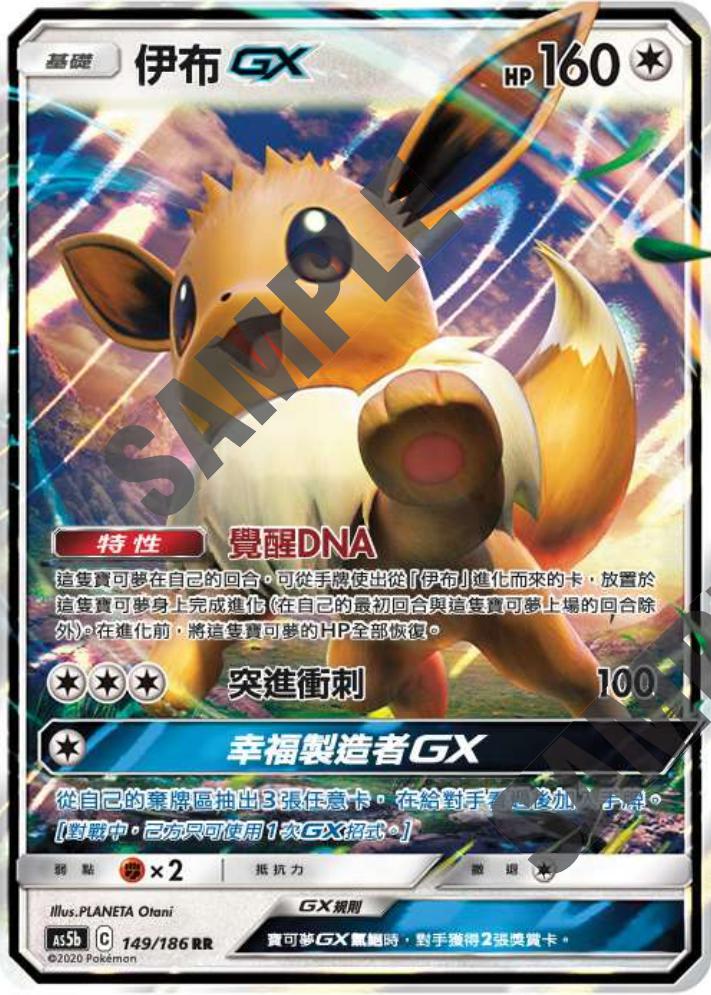 基礎 伊布GX HP 160
SAMPLE
特性 覺醒DNA
這隻寶可夢在自己的回合,可從手牌使出從「伊布」進化而來的卡,放置於
這隻寶可夢身上完成進化(在自己的最初回合與這隻寶可夢上場的回合除
外)。在進化前,將這隻寶可夢的HP全部恢復。
突進衝刺 100
幸福製造者GX
從自己的棄牌區抽出3張任意卡,在給對手看過後加入手牌。
[對戰中,己方只可使用1次GX招式。]
弱點 ×2 抵抗力 撤退
Illus.PLANETA Otani GX規則
AS5b C 149/186 RR 寶可夢GX氣絕時,對手獲得2張獎賞卡。
©2020 Pokémon
SAMPLE